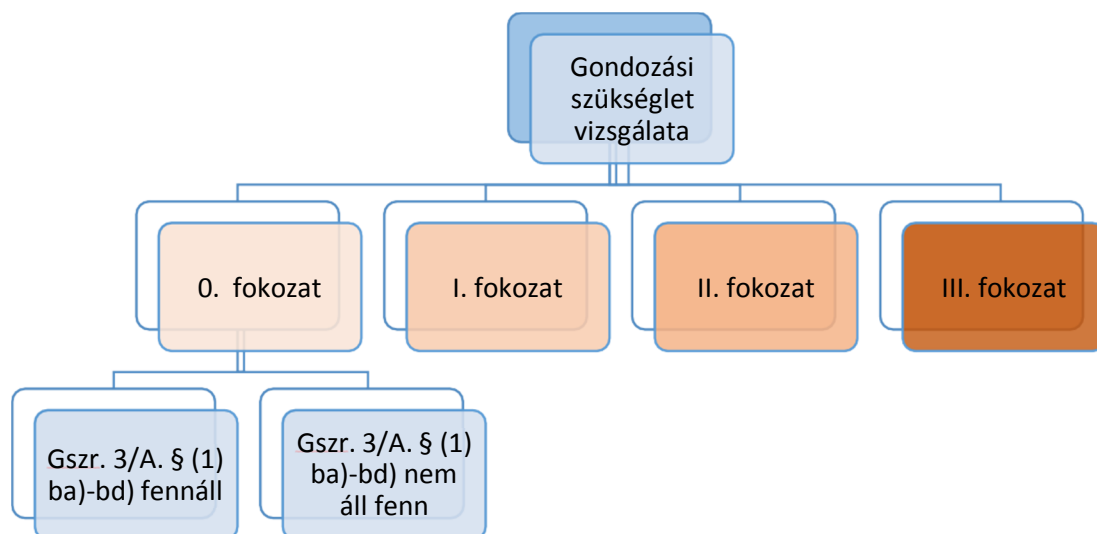 Gondozási
szükséglet
vizsgálata
0. fokozat
I. fokozat
II. fokozat
III. fokozat
Gszr. 3/A. § (1)
ba)-bd) fennáll
Gszr. 3/A. § (1)
ba)-bd) nem
áll fenn